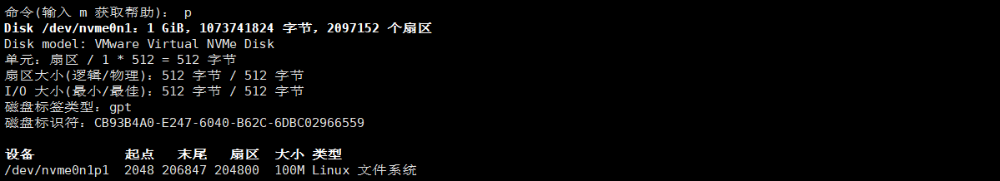 命令(输入 m 获取帮助)： p
Disk /dev/nvme0n1：1 GiB，1073741824 字节，2097152 个扇区
Disk model: VMware Virtual NVMe Disk
单元：扇区 / 1 * 512 = 512 字节
扇区大小(逻辑/物理)：512 字节 / 512 字节
I/O 大小(最小/最佳)：512 字节 / 512 字节
磁盘标签类型：gpt
磁盘标识符：CB93B4A0-E247-6040-B62C-6DBC02966559
设备 起点 末尾 扇区 大小 类型
/dev/nvme0n1p1 2048 206847 204800 100M Linux 文件系统